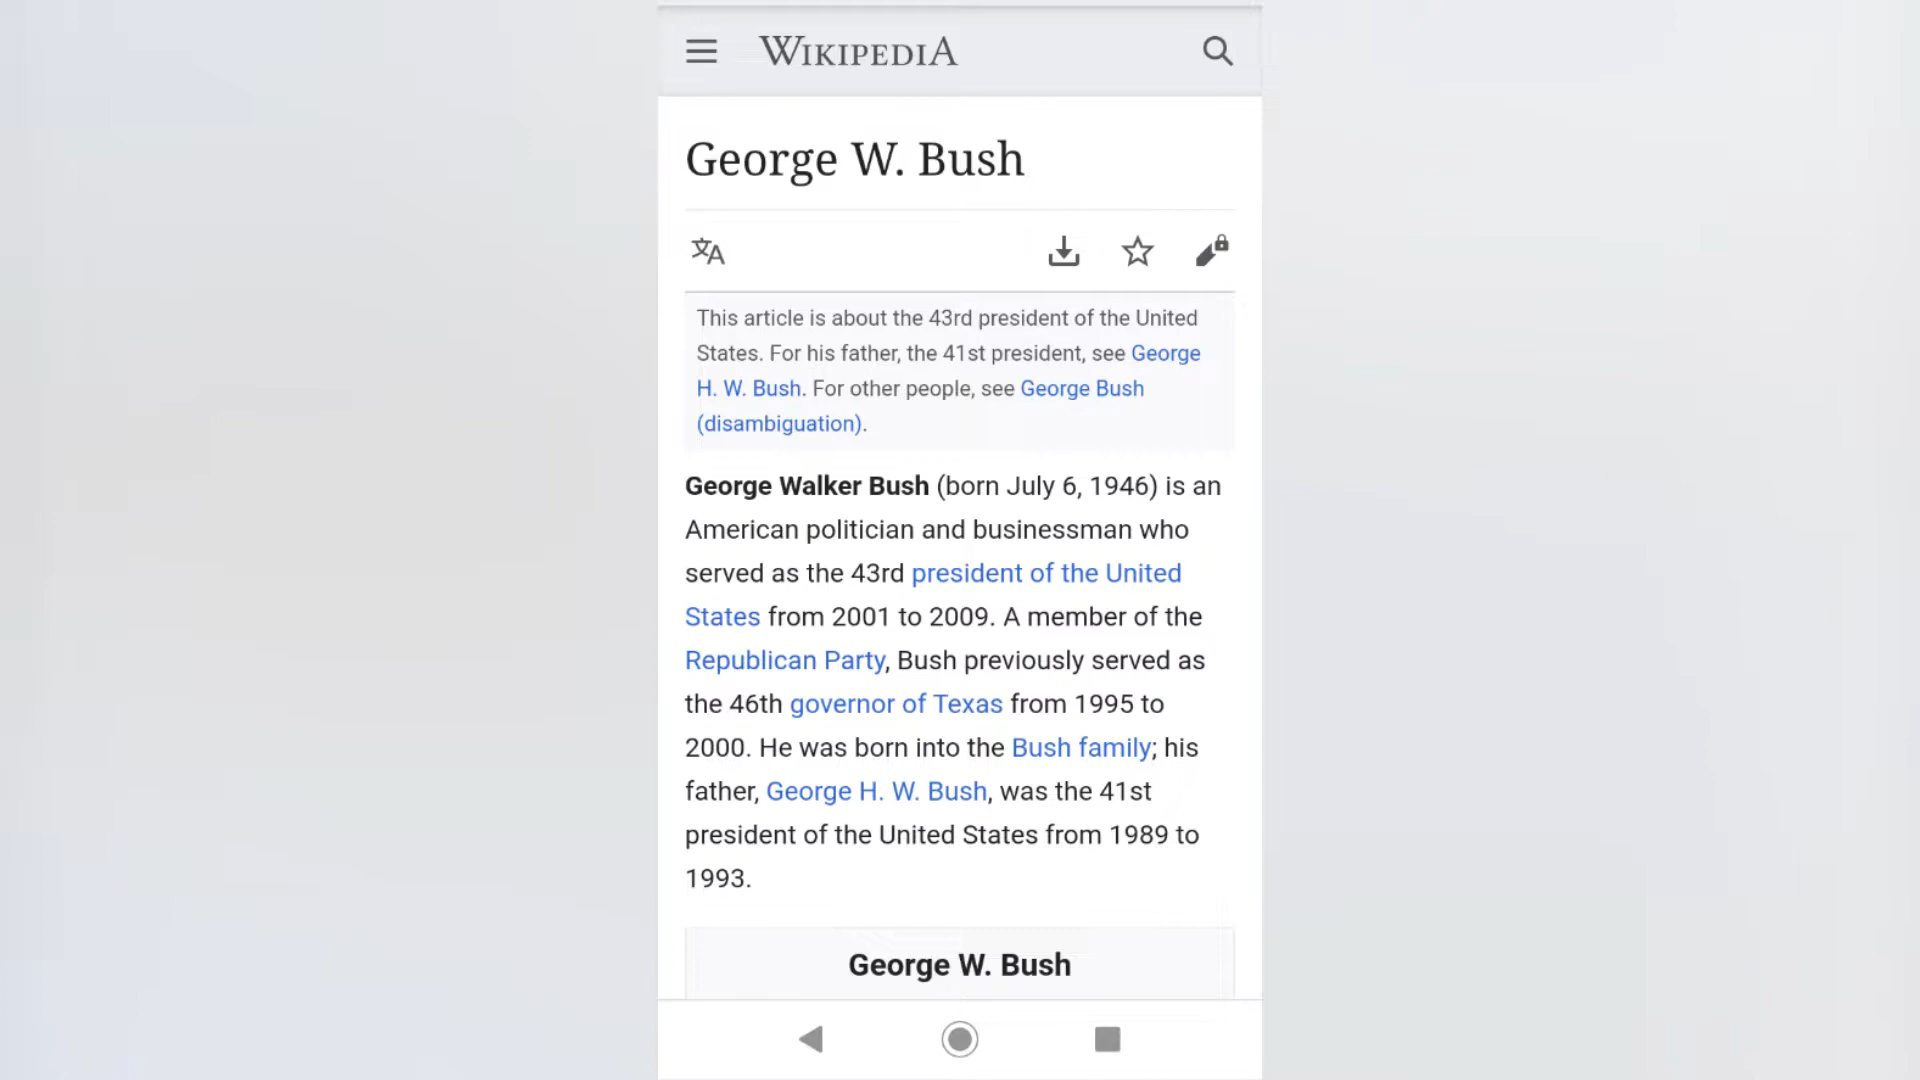 WIKIPEDIA
George W. Bush
This article is about the 43rd president of the United
States. For his father, the 41st president, see George
H. W. Bush. For other people, see George Bush
(disambiguation).
George Walker Bush (born July 6, 1946) is an
American politician and businessman who
served as the 43rd president of the United
States from 2001 to 2009. A member of the
Republican Party, Bush previously served as
the 46th governor of Texas from 1995 to
2000. He was born into the Bush family; his
father, George H. W. Bush, was the 41st
president of the United States from 1989 to
1993.
George W. Bush